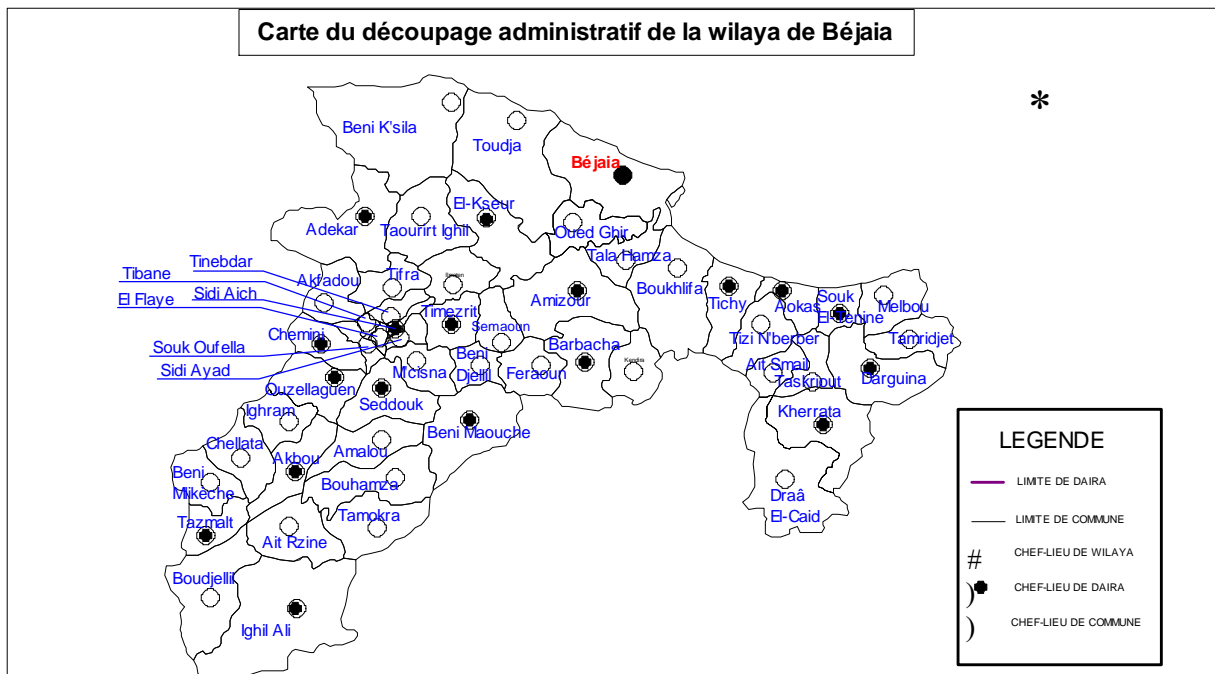 Carte du découpage administratif de la wilaya de Béjaia
*
Beni K'sila
Toudja
Béjaia
El-Kseur
Adekar
Taourirt Ighil
Oued Ghir
Tala Hamza
Tinebdar
Tibane
Sidi Aich
El Flaye
Akfadou
Tifra
Boukhlifa
Amizour
Tichy
Aokas
Souk
El-Tenine
Melbou
Timezrit
Semaoun
Chemini
Tizi N'berber
Tamridjet
Souk Oufella
Sidi Ayad
Barbacha
Kendira
M'cisna
Beni
Djellil
Feraoun
Ait Smail
Taskriout
Darguina
Ouzellaguen
Seddouk
Ighram
Kherrata
Beni Maouche
Chellata
Amalou
Akbou
Beni
Mlikeche
Bouhamza
Draâ
El-Caid
Tazmalt
Tamokra
Ait Rzine
Boudjellil
Ighil Ali
LEGENDE
LIMITE DE DAIRA
LIMITE DE COMMUNE
# CHEF-LIEU DE WILAYA
) CHEF-LIEU DE DAIRA
) CHEF-LIEU DE COMMUNE